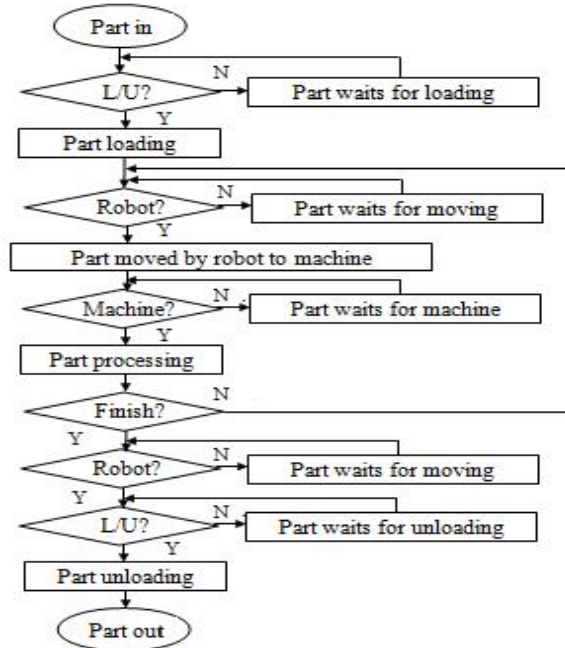 Part in
N
L/U?
Part waits for loading
Y
Part loading
N
Robot?
Part waits for moving
Y
Part moved by robot to machine
Machine?
N
Part waits for machine
Y
Part processing
N
Finish?
Y
Robot?
N
Part waits for moving
Y
L/U?
N
Part waits for unloading
Y
Part unloading
Part out